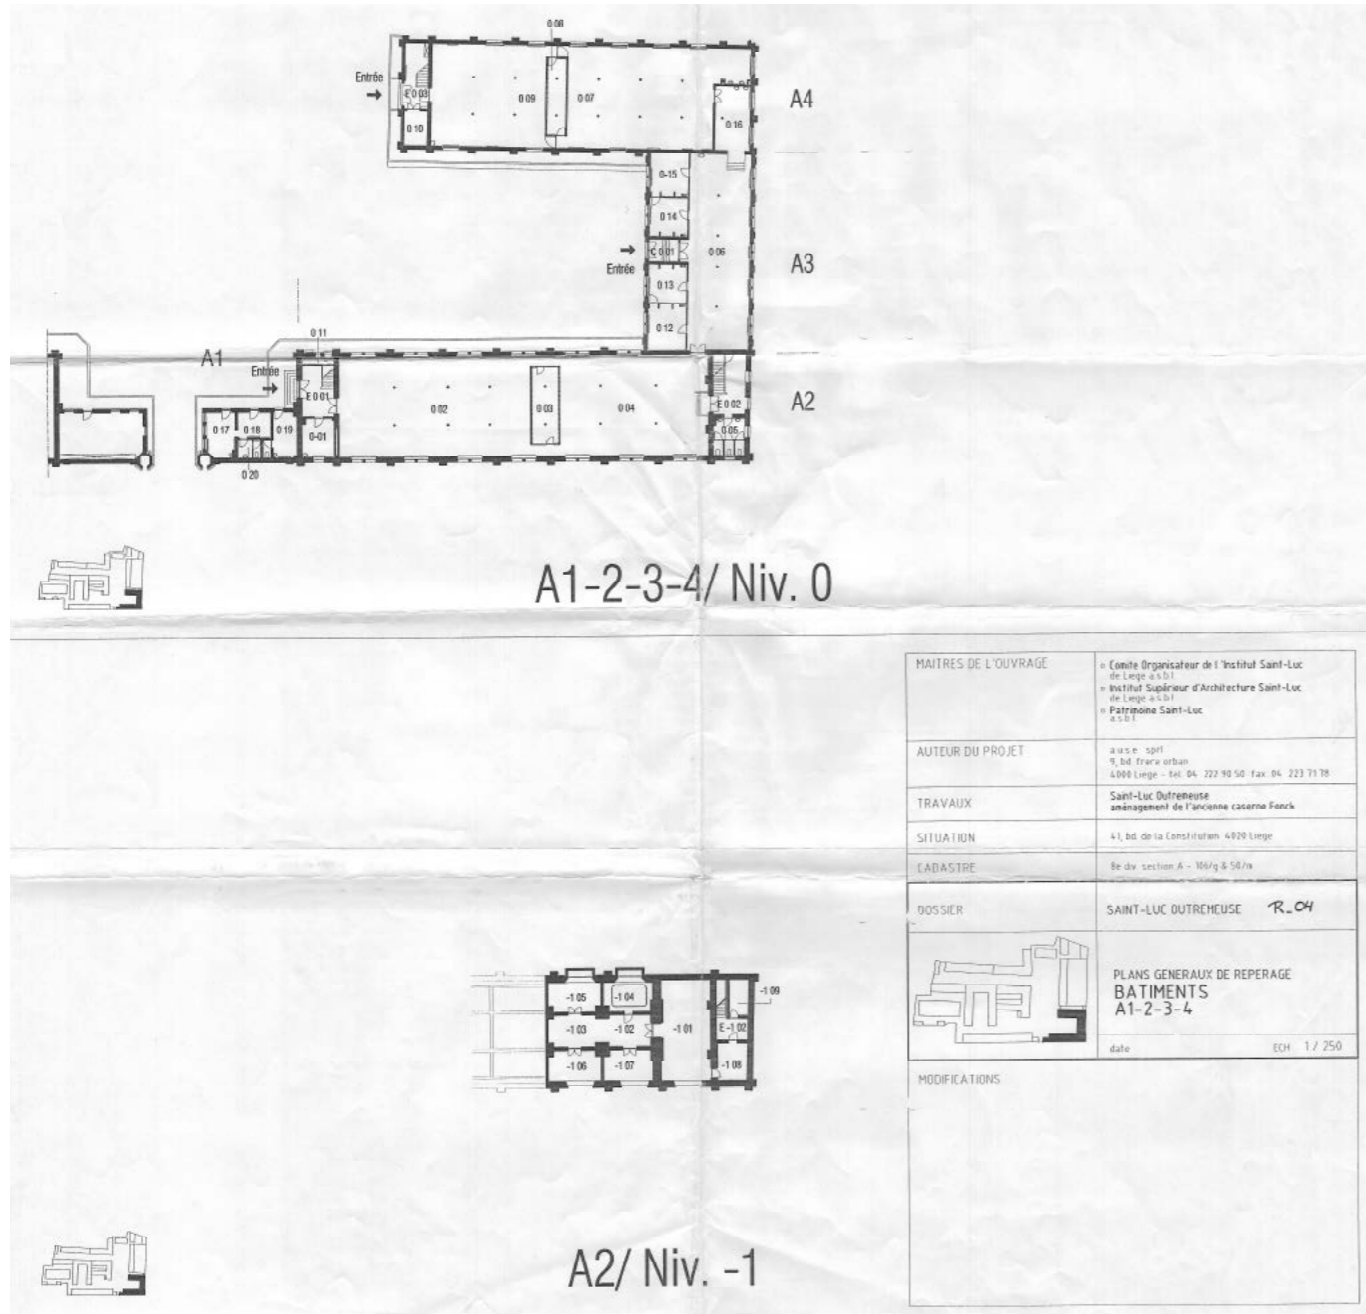 0 08
Entrée
E 0 03
0 09
0 07
0 10
0 16
A4
0-15
0 14
C 0 01
Entrée
0 06
A3
0 13
0 12
0 11
A1
Entrée
E 0 01
0 02
0 03
0 04
E 0 02
A2
0 17
0 18
0 19
0-01
0 05
0 20
A1-2-3-4/ Niv. 0
MAITRES DE L'OUVRAGE
Comite Organisateur de l 'Institut Saint-Luc
de Liege a s b l
Institut Supérieur d'Architecture Saint-Luc
de Liege a s b l
Patrimoine Saint-Luc
a s b l
AUTEUR DU PROJET
a u s e sprl
9, bd frere orban
4000 Liege - tel. 04 222 90 50 fax 04 223 71 78
TRAVAUX
Saint-Luc Outremeuse
aménagement de l'ancienne caserne Fonck
SITUATION
41, bd de la Constitution 4020 Liege
CADASTRE
8e div section A - 106/g & 50/m
DOSSIER
SAINT-LUC OUTREMEUSE R_04
PLANS GENERAUX DE REPERAGE
BATIMENTS
A1-2-3-4
date
ECH 1 / 250
MODIFICATIONS
-1 05
-1 04
-1 09
-1 03
-1 02
-1 01
E -1 02
-1 06
-1 07
-1 08
A2/ Niv. -1